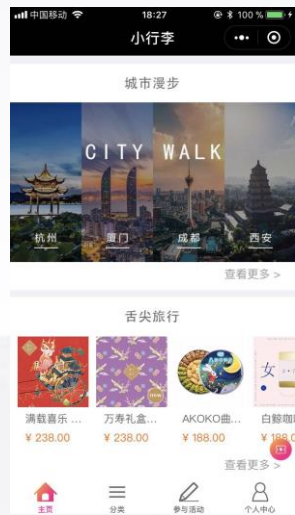 中国移动 18:27 100%
小行李
城市漫步
CITY WALK
杭州 厦门 成都 西安
查看更多 >
舌尖旅行
女
满载喜乐 ... 万寿礼盒... AKOKO曲... 白鲸咖
¥ 238.00 ¥ 238.00 ¥ 188.00 ¥ 188.0
查看更多 >
主页 分类 参与活动 个人中心